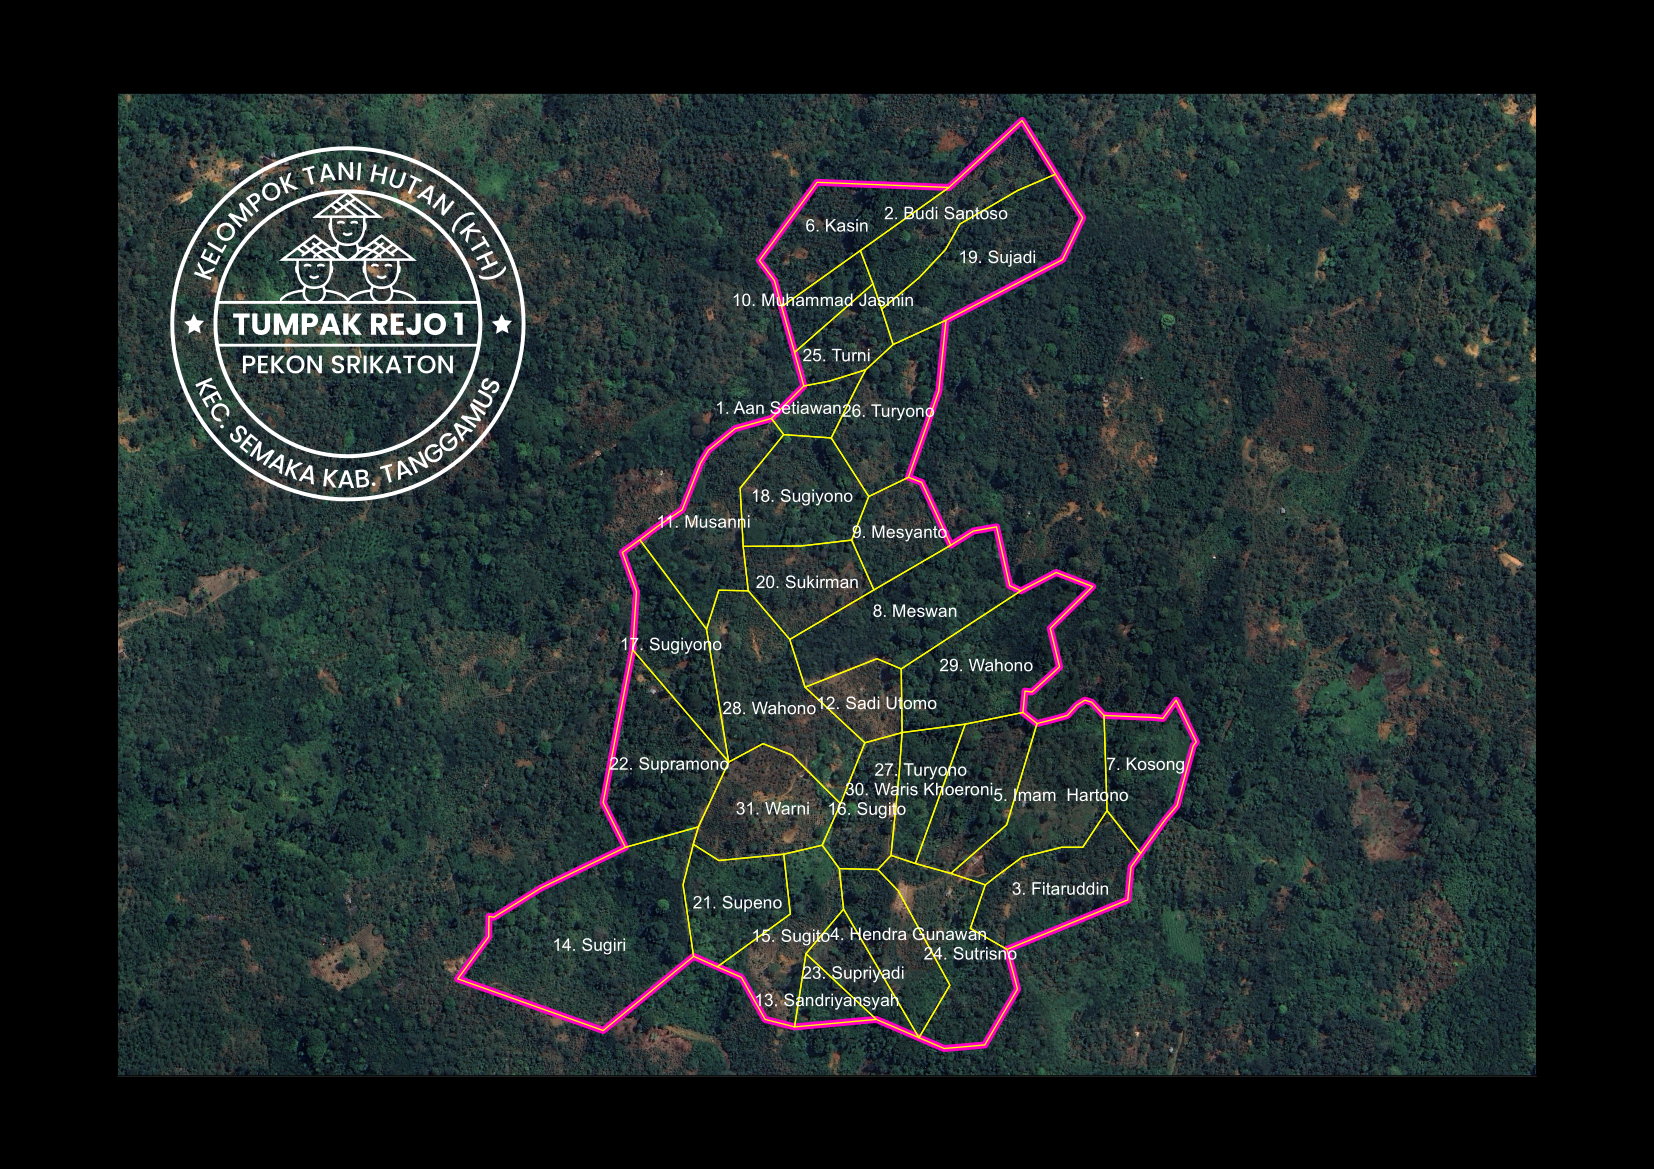 KELOMPOK TANI HUTAN (KTH)
TUMPAK REJO 1
PEKON SRIKATON
KEC. SEMAKA KAB. TANGGAMUS
2. Budi Santoso
6. Kasin
19. Sujadi
10. Muhammad Jasmin
25. Turni
1. Aan Setiawan
26. Turyono
18. Sugiyono
11. Musanni
9. Mesyanto
20. Sukirman
8. Meswan
17. Sugiyono
29. Wahono
28. Wahono
12. Sadi Utomo
22. Supramono
27. Turyono
7. Kosong
30. Waris Khoeroni
5. Imam  Hartono
31. Warni
16. Sugito
3. Fitaruddin
21. Supeno
15. Sugito
4. Hendra Gunawan
14. Sugiri
24. Sutrisno
23. Supriyadi
13. Sandriyansyah